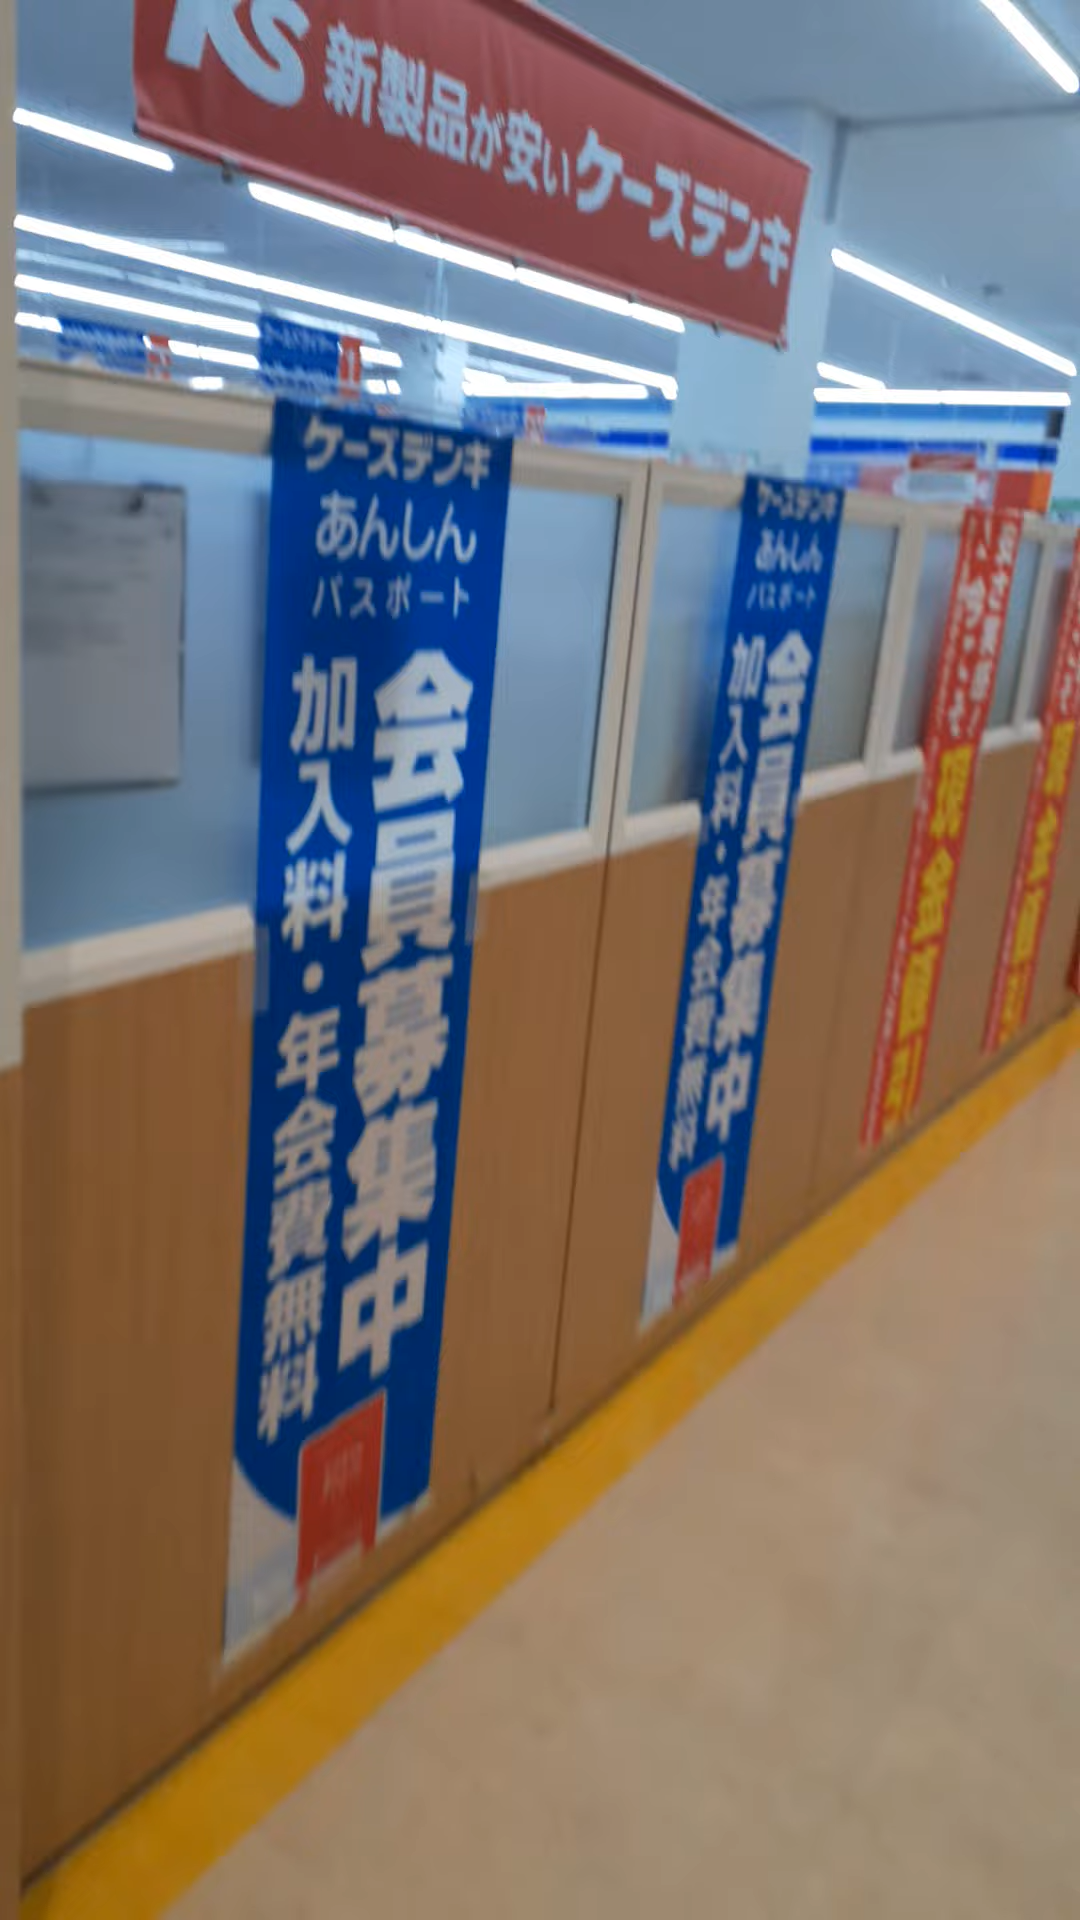 KS 新製品が安いケーズデンキ
ケーズデンキ
あんしん
パスポート
会員募集中
加入料・年会費無料
ケーズデンキ
あんしん
パスポート
会員募集中
加入料・年会費無料
現金値引